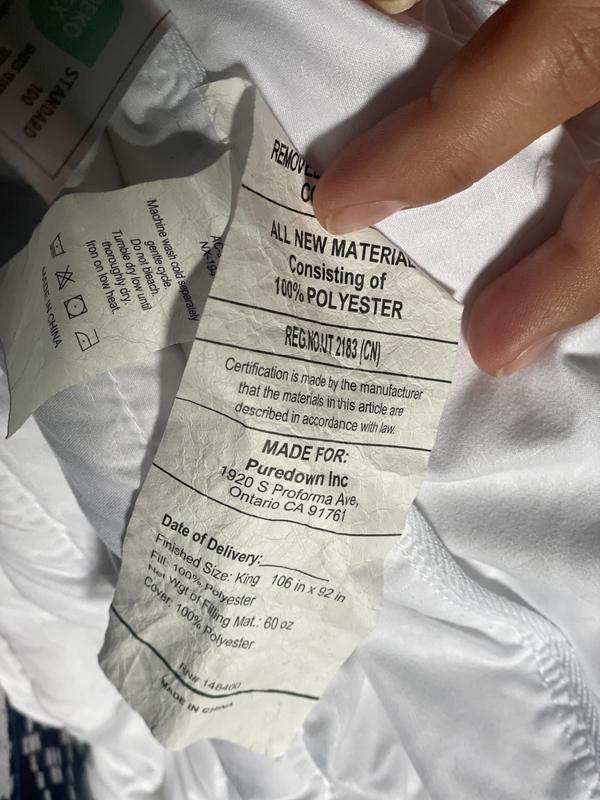 STANDARD
100
Machine wash cold separately
gentle cycle.
Do not bleach.
Tumble dry low until
thoroughly dry.
Iron on low heat.
MADE IN CHINA
ALL NEW MATERIAL
Consisting of
100% POLYESTER
REG.NO.UT 2183 (CN)
Certification is made by the manufacturer
that the materials in this article are
described in accordance with law.
MADE FOR:
Puredown Inc
1920 S Proforma Ave,
Ontario CA 91761
Date of Delivery:
Finished Size: King 106 in x 92 in
Fill: 100% Polyester
Net Wgt of Filling Mat.: 60 oz
Cover: 100% Polyester
RN# 148400
MADE IN CHINA